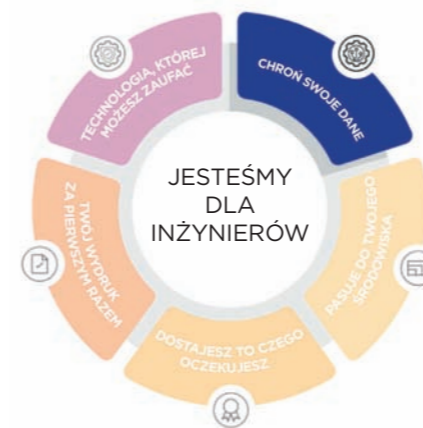 TECHNOLOGIA, KTÓREJ
MOŻESZ ZAUFAĆ
CHROŃ SWOJE DANE
JESTEŚMY
DLA
INŻYNIERÓW
TWÓJ WYDRUK
ZA PIERWSZYM RAZEM
PASUJE DO TWOJEGO
ŚRODOWISKA
DOSTAJESZ TO CZEGO
OCZEKUJESZ